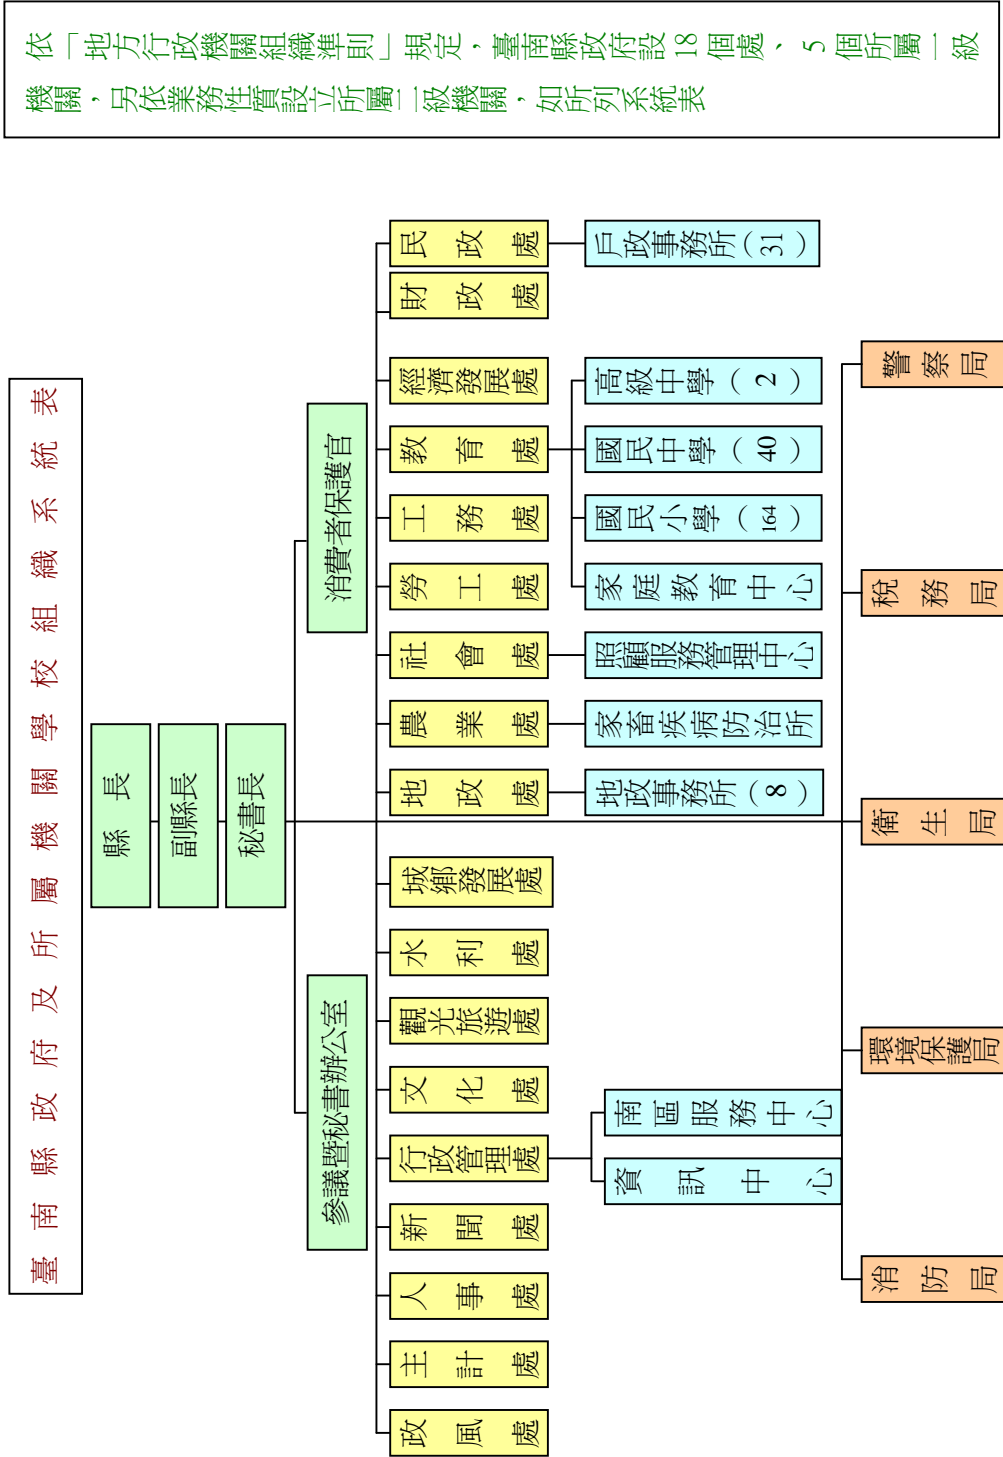 臺南縣政府及所屬機關學校組織系統表
縣長
副縣長
秘書長
參議暨秘書辦公室
消費者保護官
政風處
主計處
人事處
新聞處
行政管理處
文化處
觀光旅遊處
水利處
城鄉發展處
地政處
農業處
社會處
勞工處
工務處
教育處
經濟發展處
財政處
民政處
資訊中心
南區服務中心
地政事務所(8)
家畜疾病防治所
照顧服務管理中心
家庭教育中心
國民小學(164)
國民中學(40)
高級中學(2)
戶政事務所(31)
消防局
環境保護局
衛生局
稅務局
警察局
依「地方行政機關組織準則」規定,臺南縣政府設18個處、5個所屬一級
機關,另依業務性質設立所屬二級機關,如所列系統表